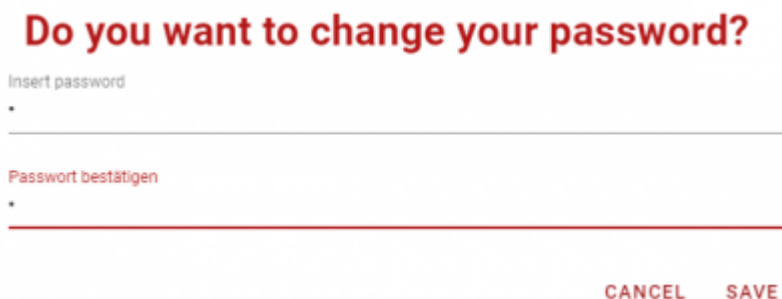 Do you want to change your password?
Insert password
•
Passwort bestätigen
•
CANCEL SAVE